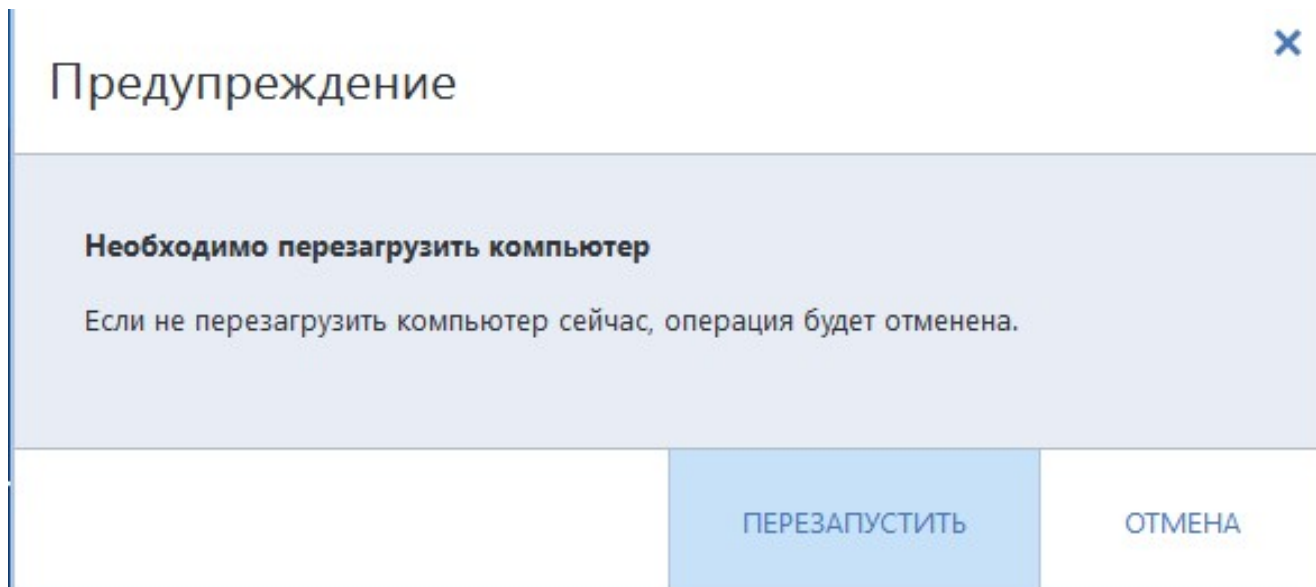 Предупреждение
Необходимо перезагрузить компьютер
Если не перезагрузить компьютер сейчас, операция будет отменена.
ПЕРЕЗАПУСТИТЬ
ОТМЕНА